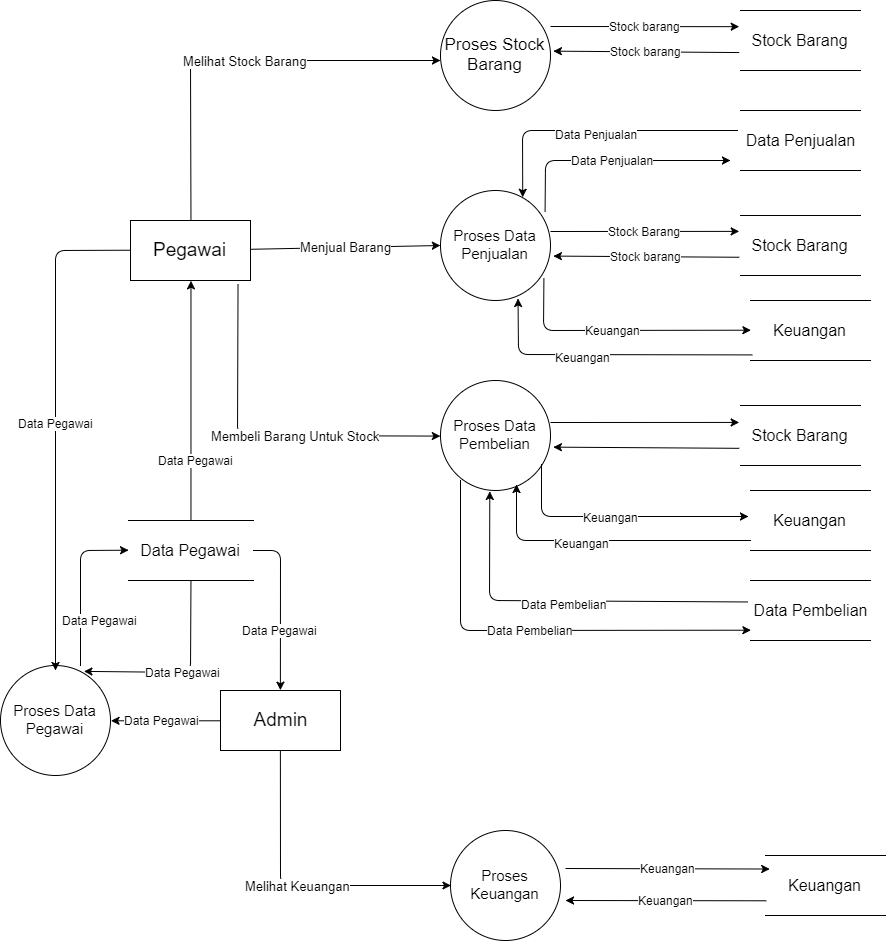 Proses Stock
Barang
Stock barang
Stock barang
Stock Barang
Melihat Stock Barang
Data Penjualan
Data Penjualan
Data Penjualan
Pegawai
Menjual Barang
Proses Data
Penjualan
Stock Barang
Stock barang
Stock Barang
Keuangan
Keuangan
Keuangan
Data Pegawai
Membeli Barang Untuk Stock
Proses Data
Pembelian
Stock Barang
Data Pegawai
Keuangan
Keuangan
Keuangan
Data Pegawai
Data Pegawai
Data Pegawai
Data Pembelian
Data Pembelian
Data Pembelian
Data Pegawai
Proses Data
Pegawai
Data Pegawai
Admin
Melihat Keuangan
Proses
Keuangan
Keuangan
Keuangan
Keuangan